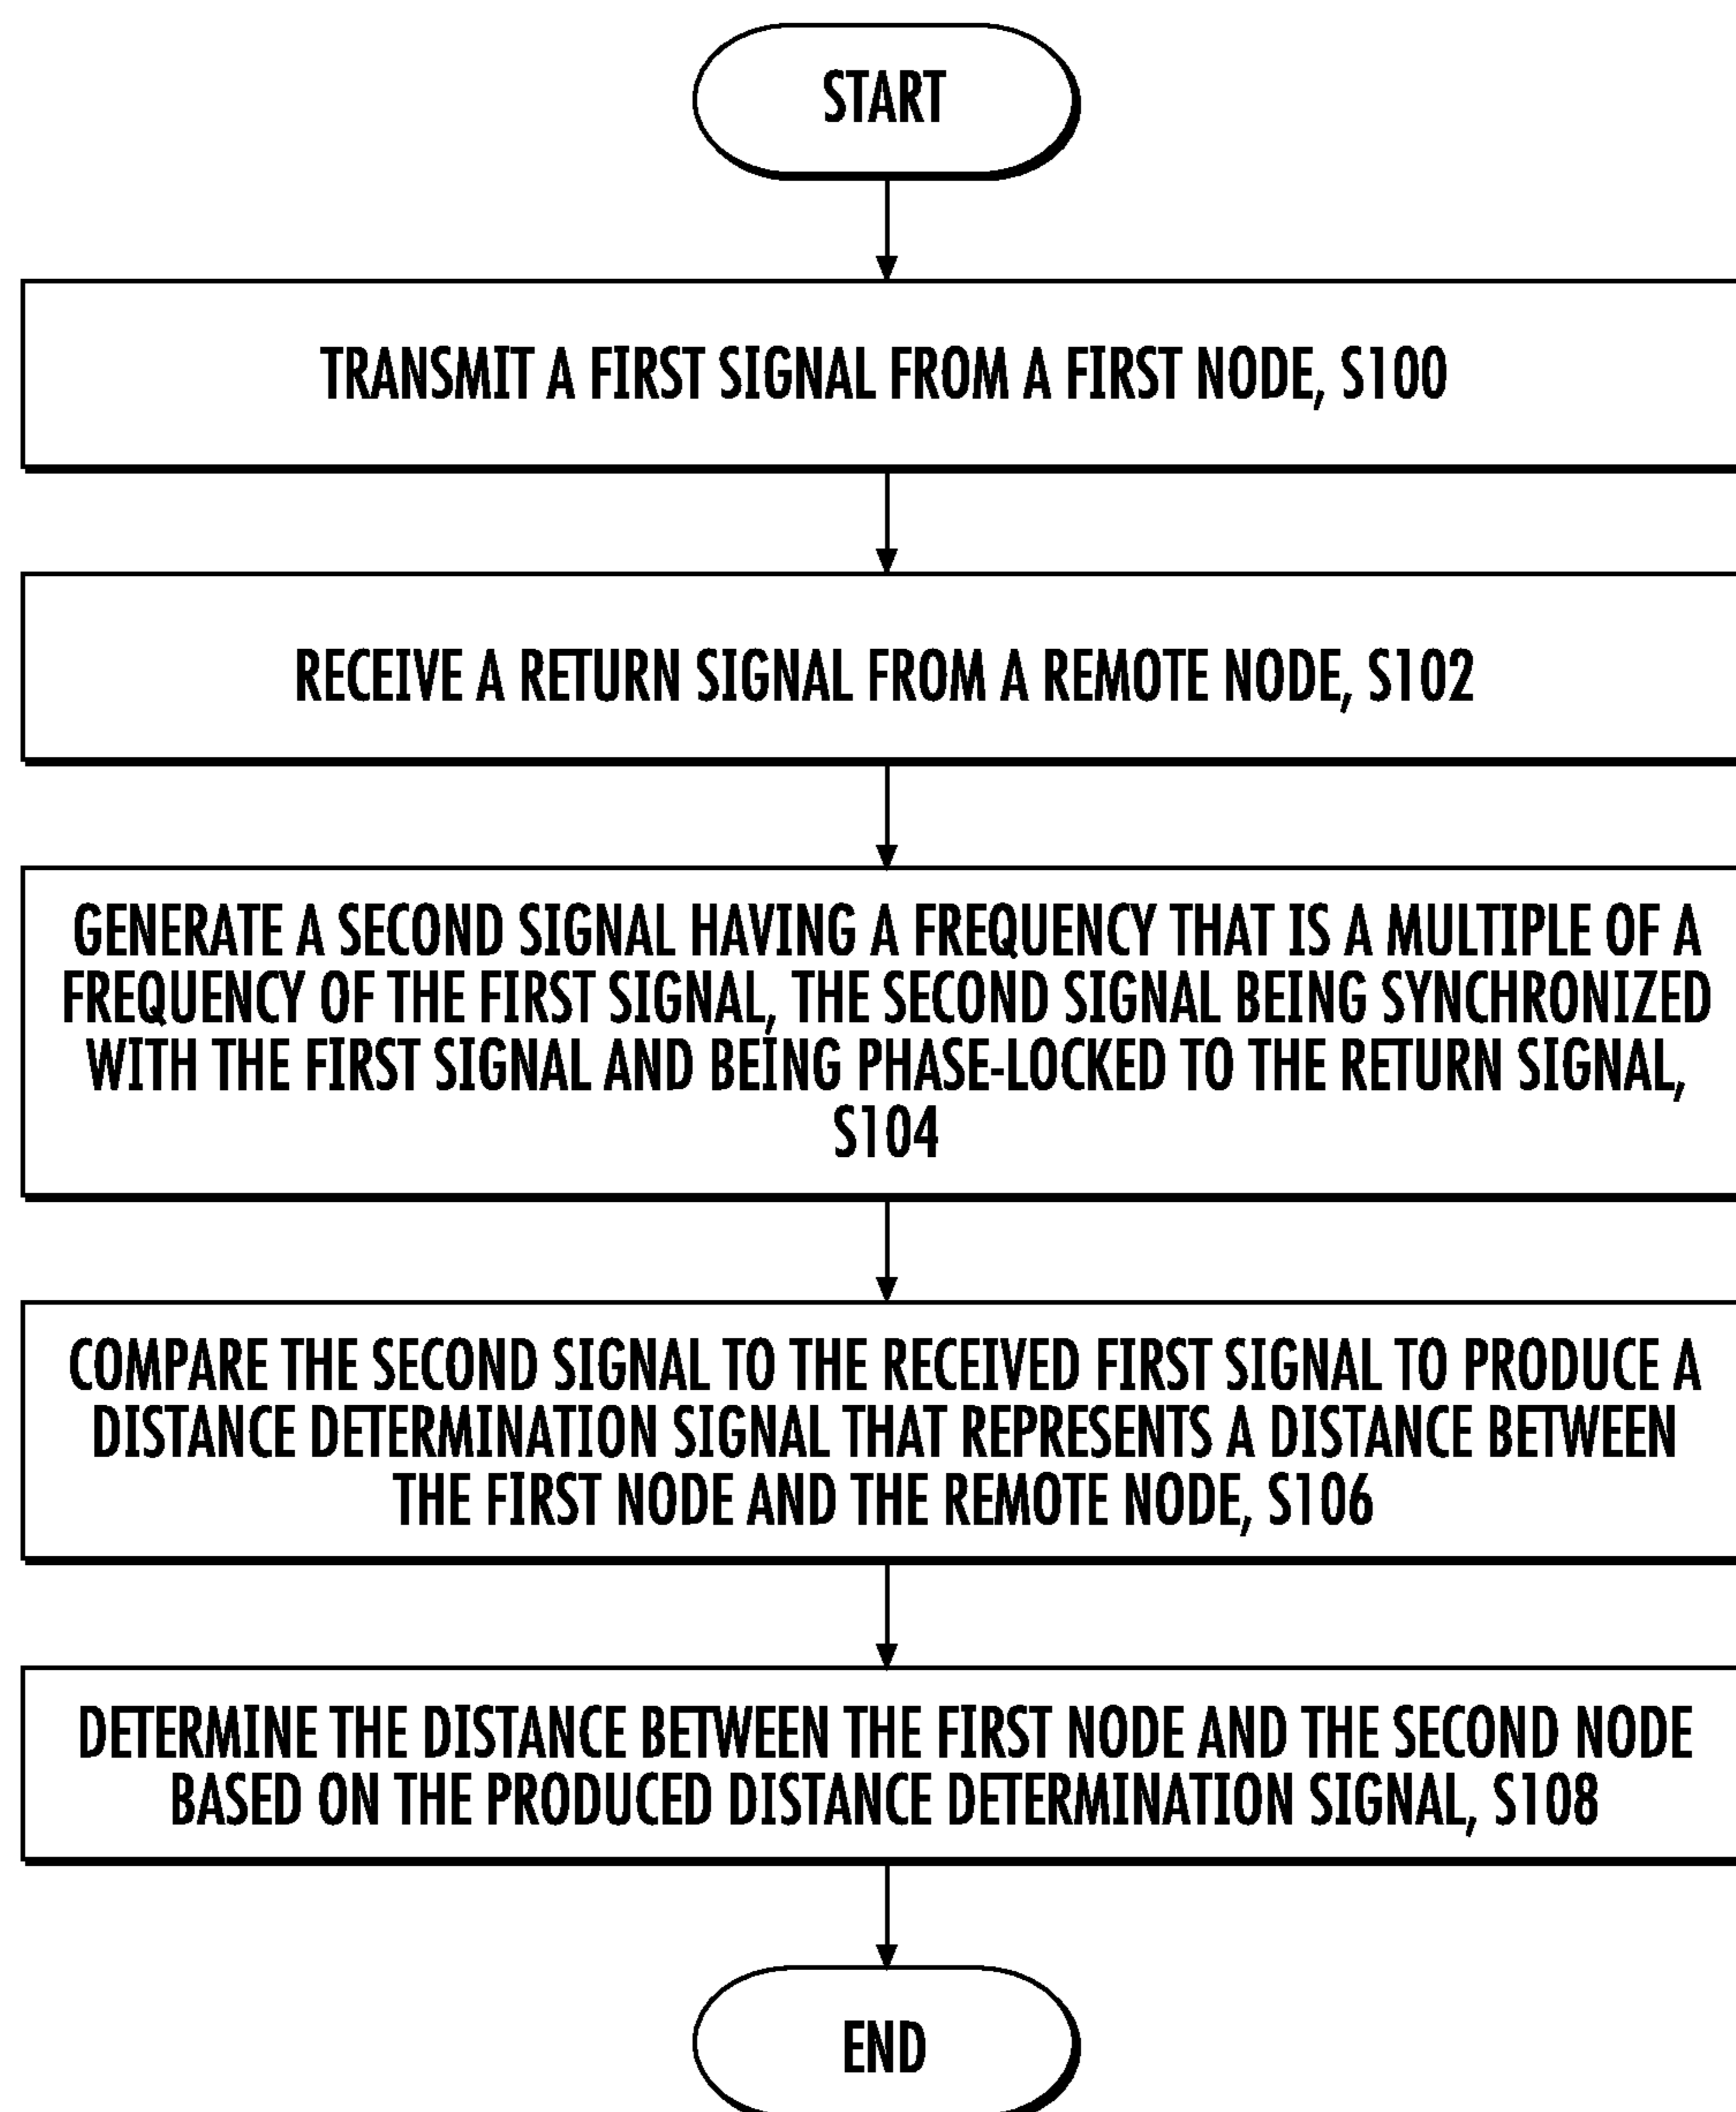 START
TRANSMIT A FIRST SIGNAL FROM A FIRST NODE, S100
RECEIVE A RETURN SIGNAL FROM A REMOTE NODE, S102
GENERATE A SECOND SIGNAL HAVING A FREQUENCY THAT IS A MULTIPLE OF A
FREQUENCY OF THE FIRST SIGNAL, THE SECOND SIGNAL BEING SYNCHRONIZED
WITH THE FIRST SIGNAL AND BEING PHASE-LOCKED TO THE RETURN SIGNAL,
S104
COMPARE THE SECOND SIGNAL TO THE RECEIVED FIRST SIGNAL TO PRODUCE A
DISTANCE DETERMINATION SIGNAL THAT REPRESENTS A DISTANCE BETWEEN
THE FIRST NODE AND THE REMOTE NODE, S106
DETERMINE THE DISTANCE BETWEEN THE FIRST NODE AND THE SECOND NODE
BASED ON THE PRODUCED DISTANCE DETERMINATION SIGNAL, S108
END